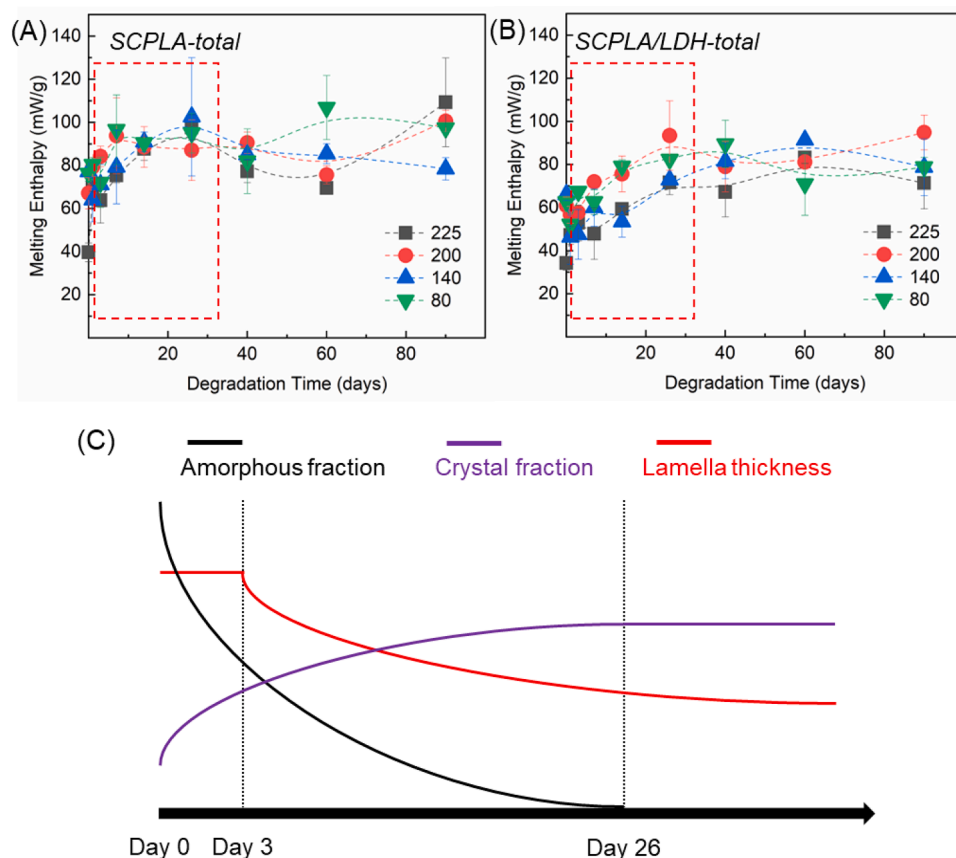 (A)
SCPLA-total
140
120
100
80
60
40
20
Melting Enthalpy (mW/g)
225
200
140
80
20
40
60
80
Degradation Time (days)
(B)
SCPLA/LDH-total
140
120
100
80
60
40
20
Melting Enthalpy (mW/g)
225
200
140
80
0
20
40
60
80
Degradation Time (days)
(C)
Amorphous fraction
Crystal fraction
Lamella thickness
Day 0
Day 3
Day 26